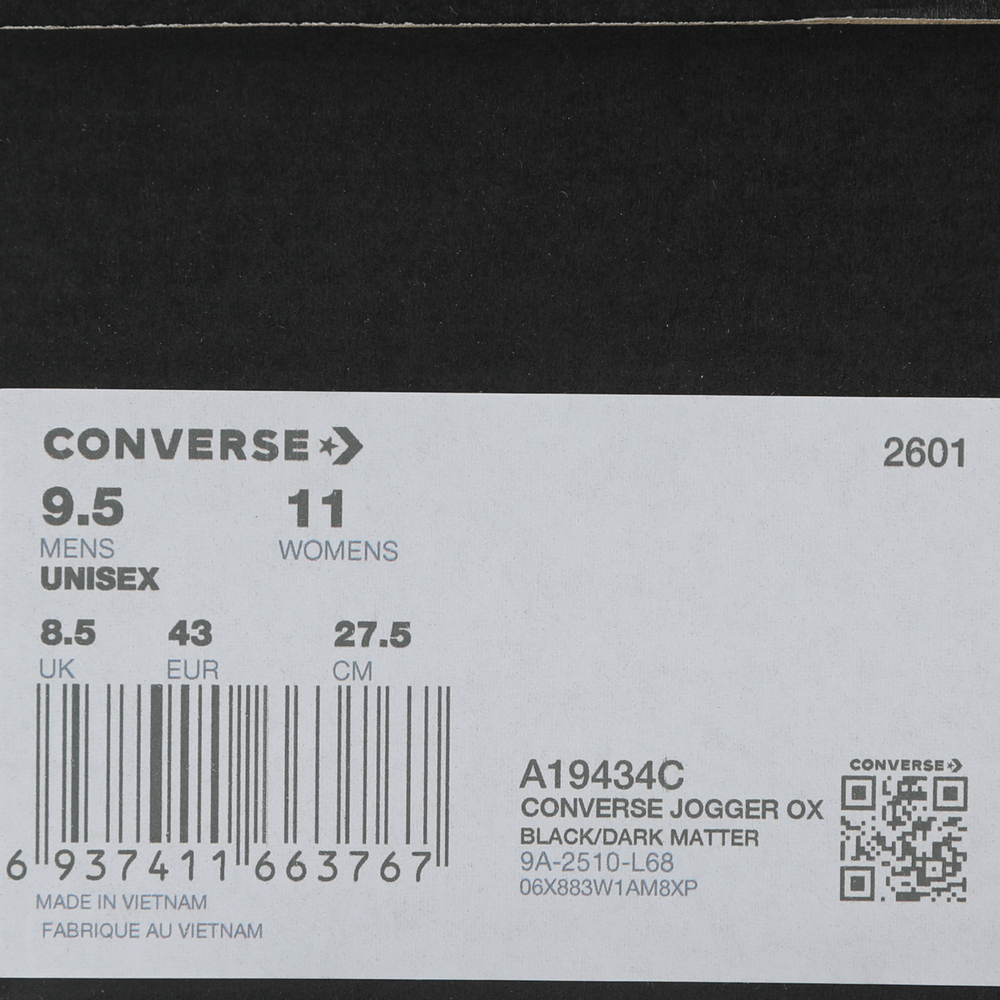 CONVERSE
2601
9.5 11
MENS WOMENS
UNISEX
8.5 43 27.5
UK EUR CM
6 937411 663767
MADE IN VIETNAM
FABRIQUE AU VIETNAM
A19434C
CONVERSE JOGGER OX
BLACK/DARK MATTER
9A-2510-L68
06X883W1AM8XP
CONVERSE